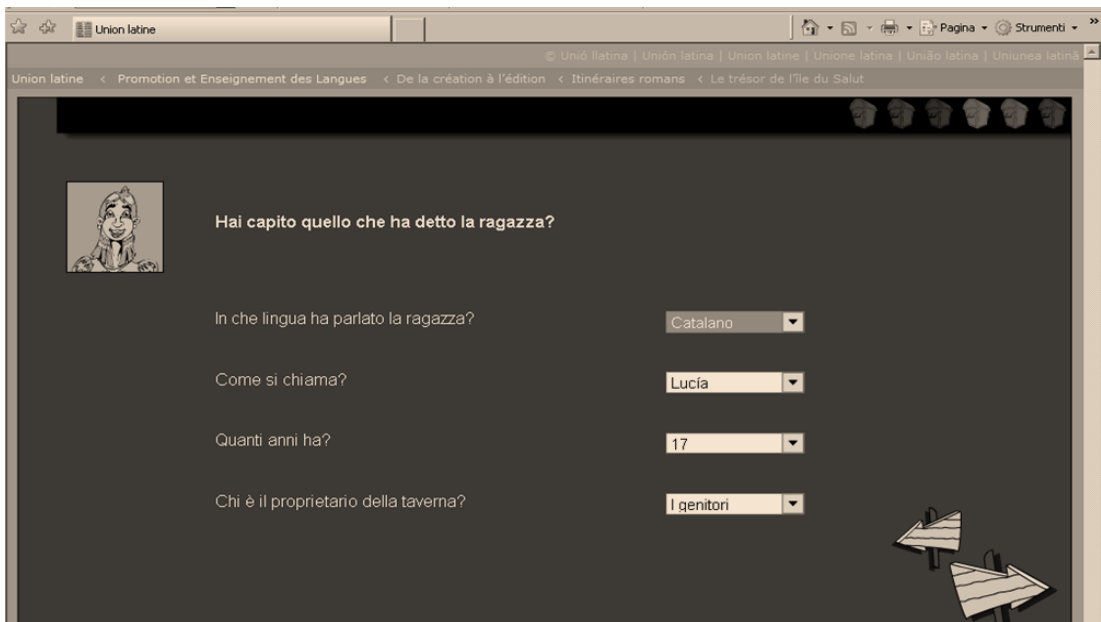 Union latine
Pagina
Strumenti
»
© Unió llatina | Unión latina | Union latine | Unione latina | União latina | Uniunea latină
Union latine < Promotion et Enseignement des Langues < De la création à l'édition < Itinéraires romans < Le trésor de l'île du Salut
Hai capito quello che ha detto la ragazza?
In che lingua ha parlato la ragazza?
Catalano
Come si chiama?
Lucía
Quanti anni ha?
17
Chi è il proprietario della taverna?
I genitori